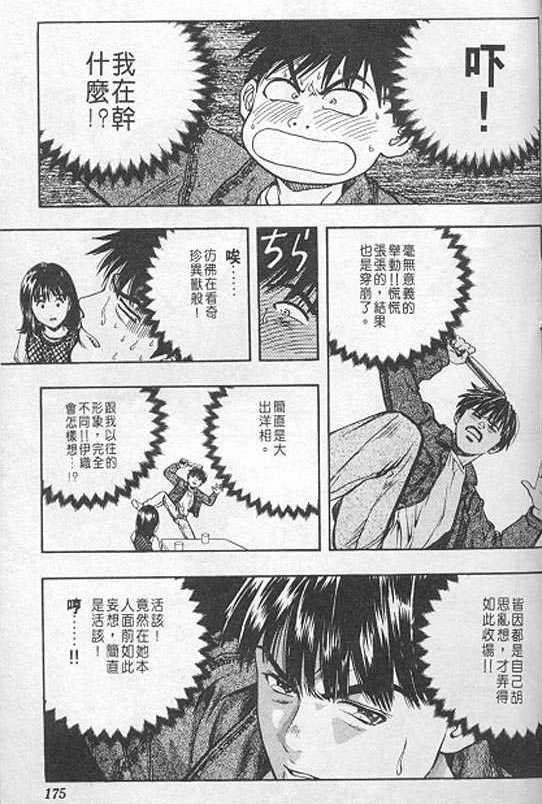 吓！
我在幹
什麼!?
毫無意義的
舉動!!慌慌
張張的，結果
也是穿崩了。
ちら
唉……
彷彿在看奇
珍異獸般！
簡直是大
出洋相。
跟我以往的
形象，完全
不同!!伊織
會怎樣想…!?
皆因都是自己胡
思亂想，才弄得
如此收場!!
活該！
竟然在她本
人面前如此
妄想，簡直
是活該！
哼……!!
175